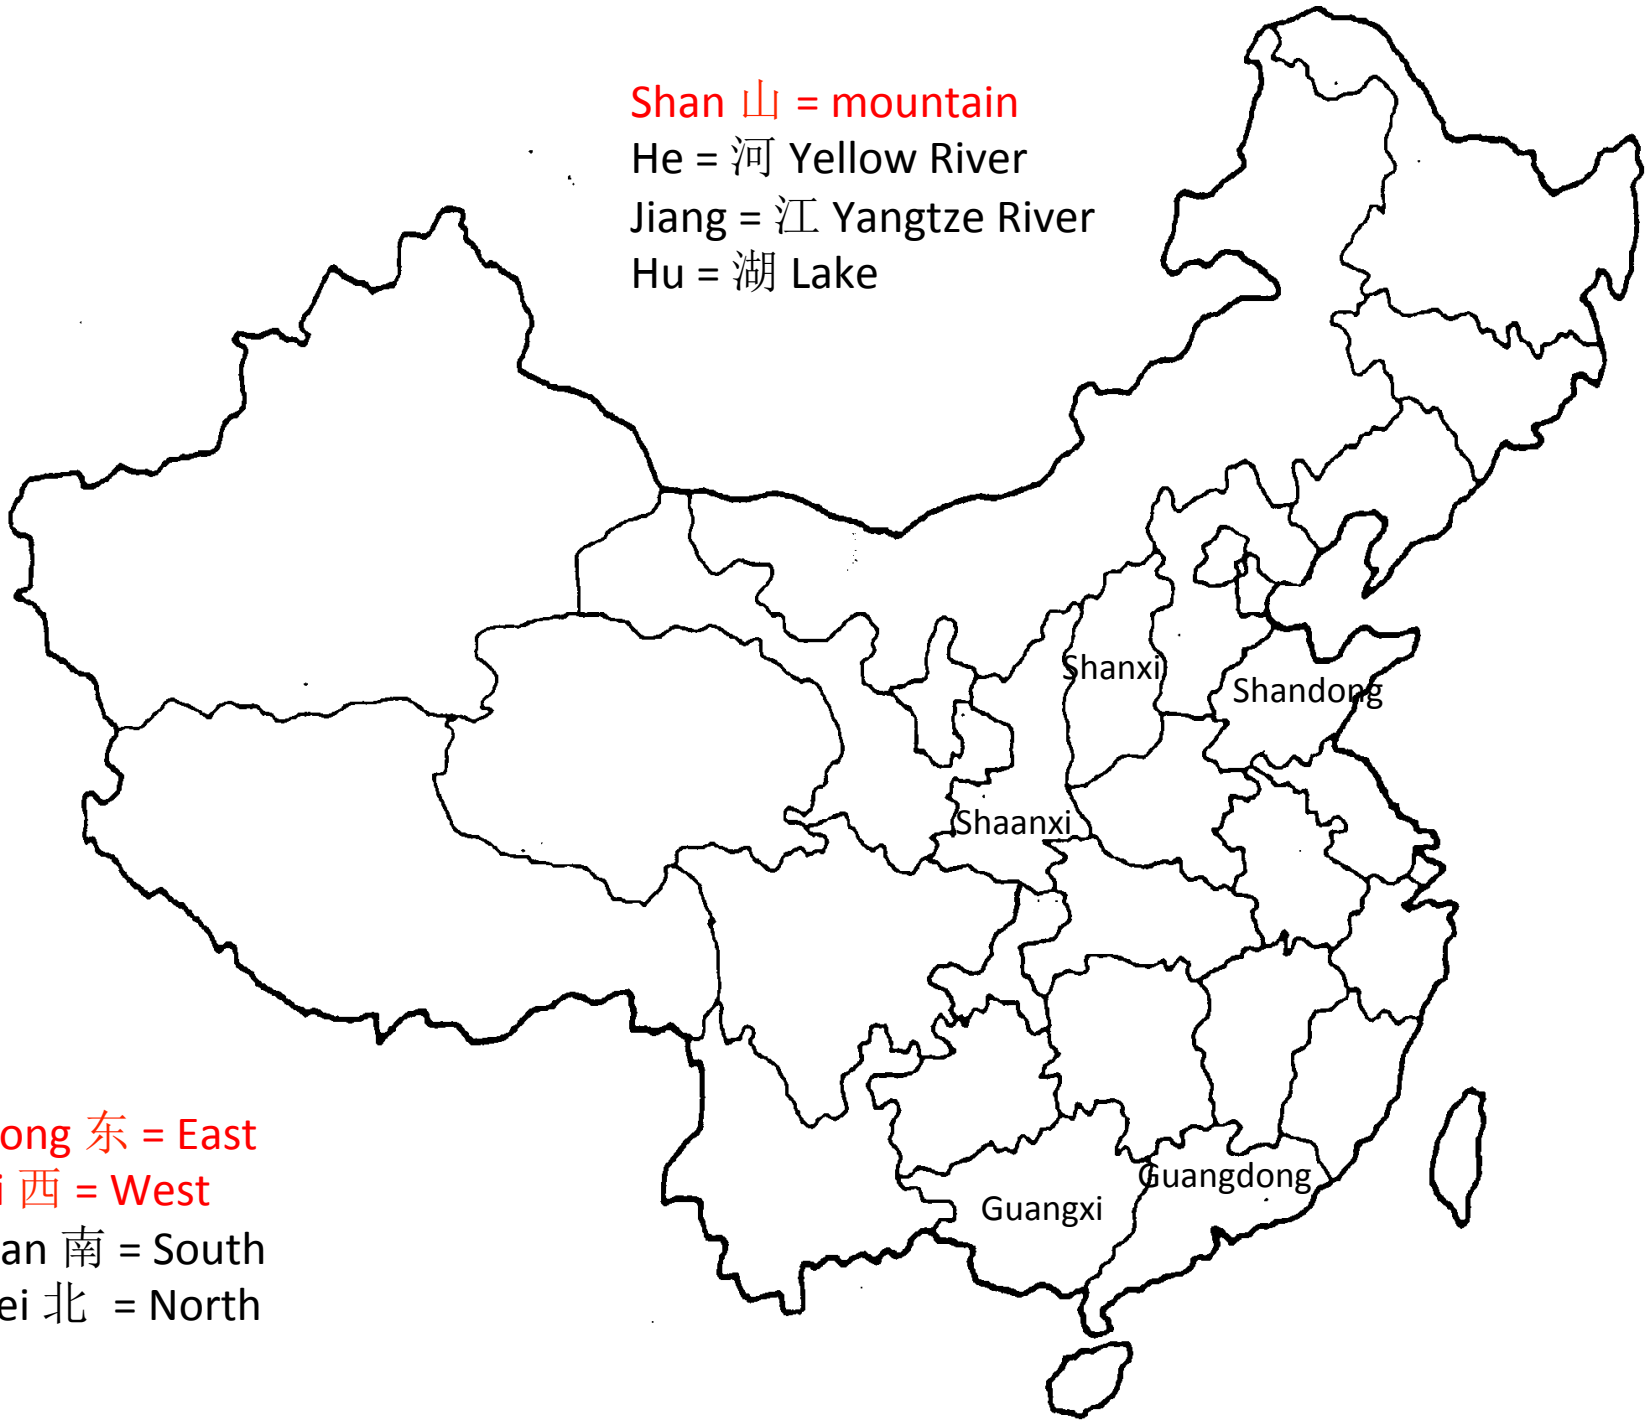 Shan 山 = mountain
He = 河 Yellow River
Jiang = 江 Yangtze River
Hu = 湖 Lake
Shanxi
Shandong
Shaanxi
Guangdong
Guangxi
ong 东 = East
i 西 = West
an 南 = South
ei 北 = North